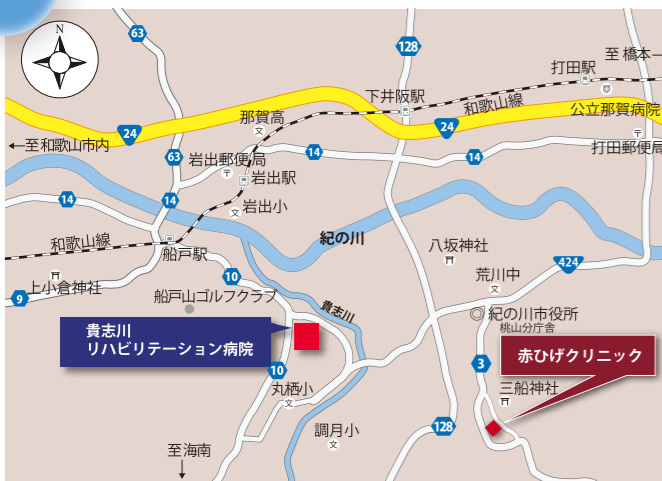 N
63
128
打田駅
至 橋本
下井阪駅
和歌山線
那賀高
公立那賀病院
24
24
至和歌山市内
63
岩出郵便局
14
14
打田郵便局
岩出駅
14
14
岩出小
和歌山線
紀の川
八坂神社
船戸駅
424
10
荒川中
上小倉神社
9
船戸山ゴルフクラブ
貴志川
紀の川市役所
桃山分庁舎
貴志川
リハビリテーション病院
赤ひげクリニック
3
10
三船神社
丸栖小
128
調月小
至海南